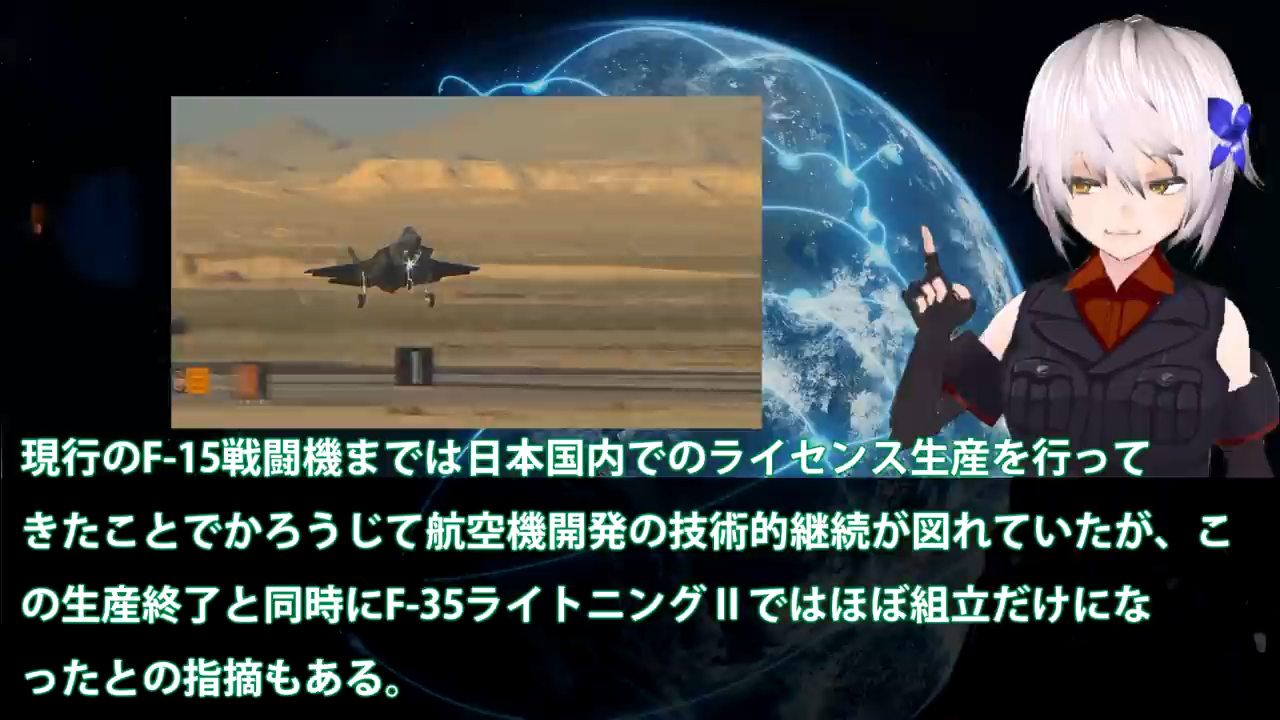 現行のF-15戦闘機までは日本国内でのライセンス生産を行って
きたことでかろうじて航空機開発の技術的継続が図れていたが、こ
の生産終了と同時にF-35ライトニングⅡではほぼ組立だけにな
ったとの指摘もある。